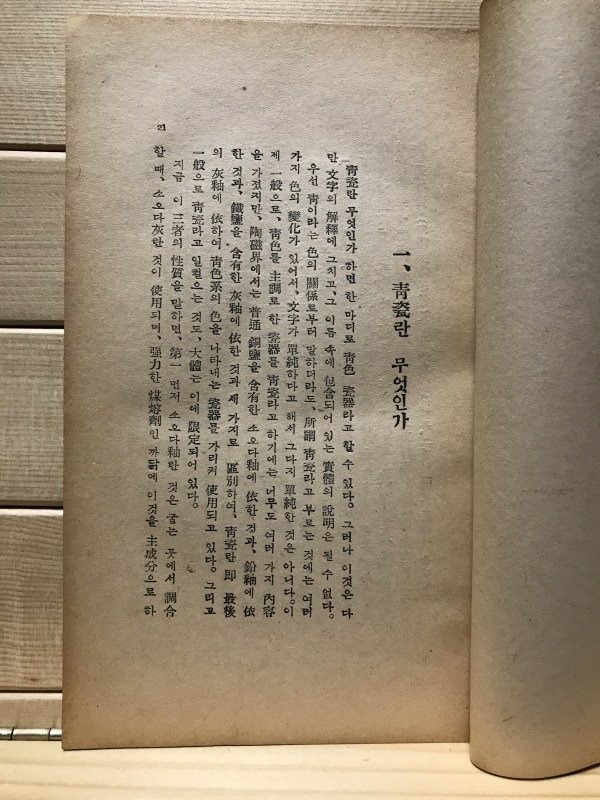 一、靑瓷란 무엇인가
靑瓷란 무엇인가 하면 한 마디로 靑色 瓷器라고 할 수 있다。그러나 이것은 다
만 文字의 解釋에 그치고、그 이름 속에 包含되어 있는 實體의 說明은 될 수 없다。
우선 靑이라는 色의 關係로부터 말하더라도、所謂 靑瓷라고 부르는 것에는 여러
가지 色의 變化가 있어서、文字가 單純하다고 해서 그다지 單純한 것은 아니다。이
제 一般으로、靑色를 主調로 한 瓷器를 靑瓷라고 하기에는 너무도 여러 가지 內容
을 가졌지만、陶磁界에서는 普通 銅鹽을 含有한 소오다釉에 依한 것과、鉛釉에 依
한 것과、鐵鹽을 含有한 灰釉에 依한 것과 세 가지로 區別하여、靑瓷란 即 最後
의 灰釉에 依하여 靑色系의 色을 나타내는 瓷器를 가리켜 使用되고 있다。그리고
一般으로 靑瓷라고 일컬으는 것도、大體는 이에 限定되어 있다。
지금 이 三者의 性質을 말하면、第一 먼저 소오다釉란 것은 굽는 곳에서 調合
할 때、소오다灰란 것이 使用되며、强力한 媒熔劑인 까닭에 이것을 主成分으로 하
21